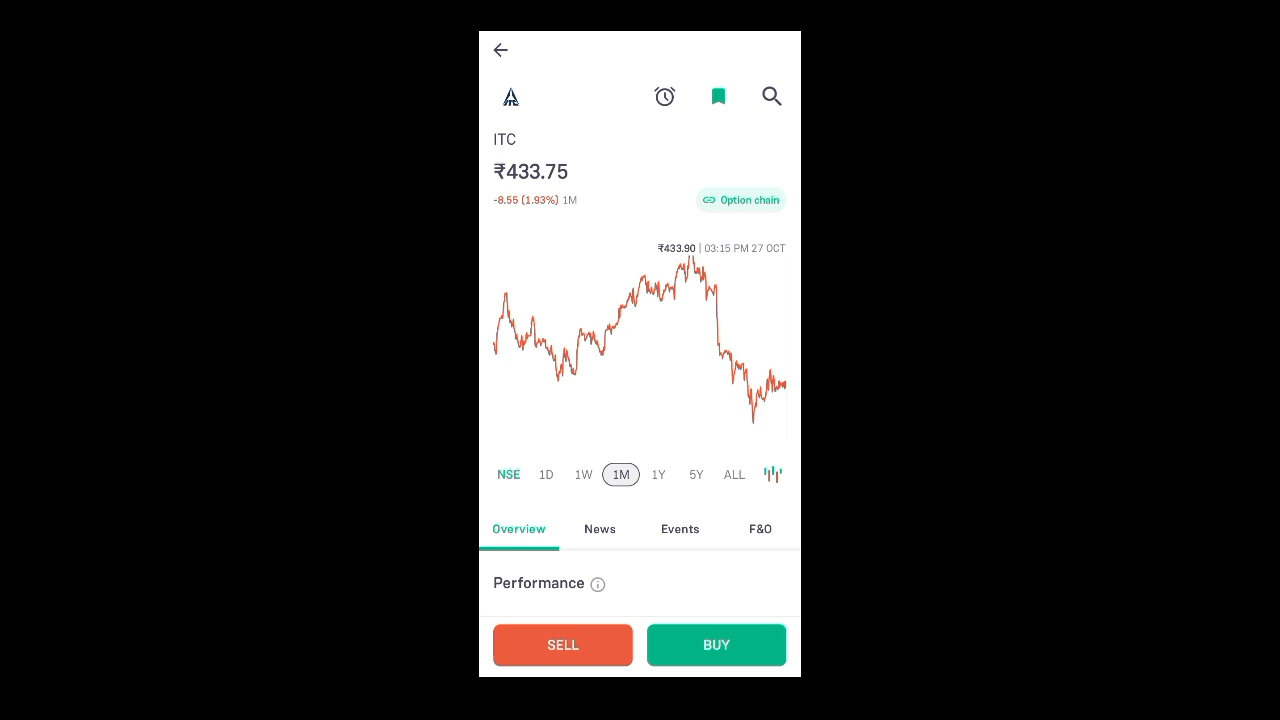 ITC
ITC
₹433.75
-8.55 (1.93%) 1M
Option chain
₹433.90 | 03:15 PM 27 OCT
NSE 1D 1W 1M 1Y 5Y ALL
Overview News Events F&O
Performance
SELL BUY